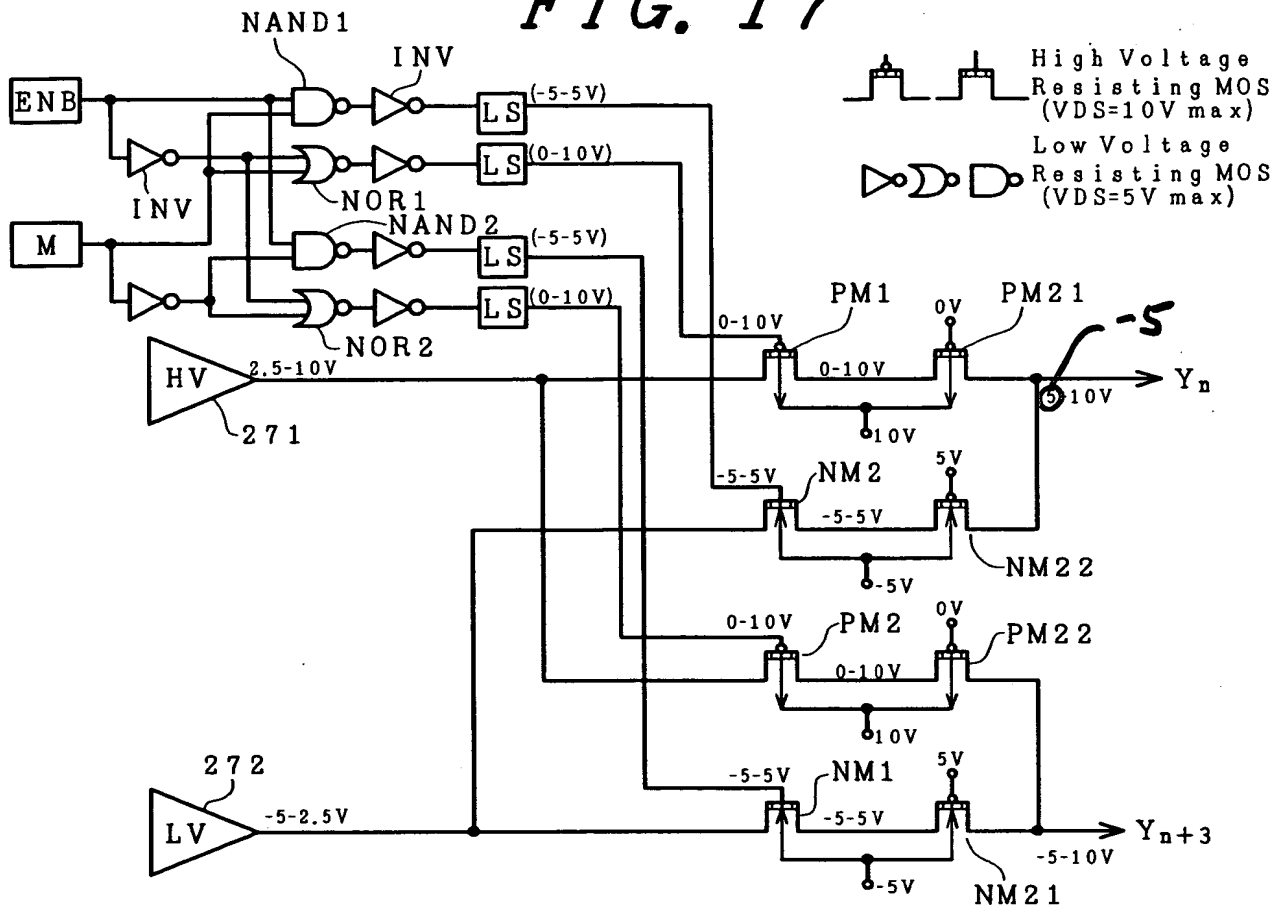 FIG. 17
NAND1
INV
High Voltage
Resisting MOS
(VDS=10V max)
ENB
LS
(-5-5V)
Low Voltage
Resisting MOS
(VDS=5V max)
LS
(0-10V)
INV
NOR1
NAND2
M
LS
(-5-5V)
LS
(0-10V)
NOR2
PM1
PM21
0V
-5
0-10V
HV
2.5-10V
0-10V
Yn
5-10V
271
10V
NM2
5V
-5-5V
-5-5V
NM22
-5V
0V
0-10V
PM2
PM22
0-10V
10V
272
NM1
5V
-5-5V
LV
-5-2.5V
-5-5V
Yn+3
-5-10V
-5V
NM21